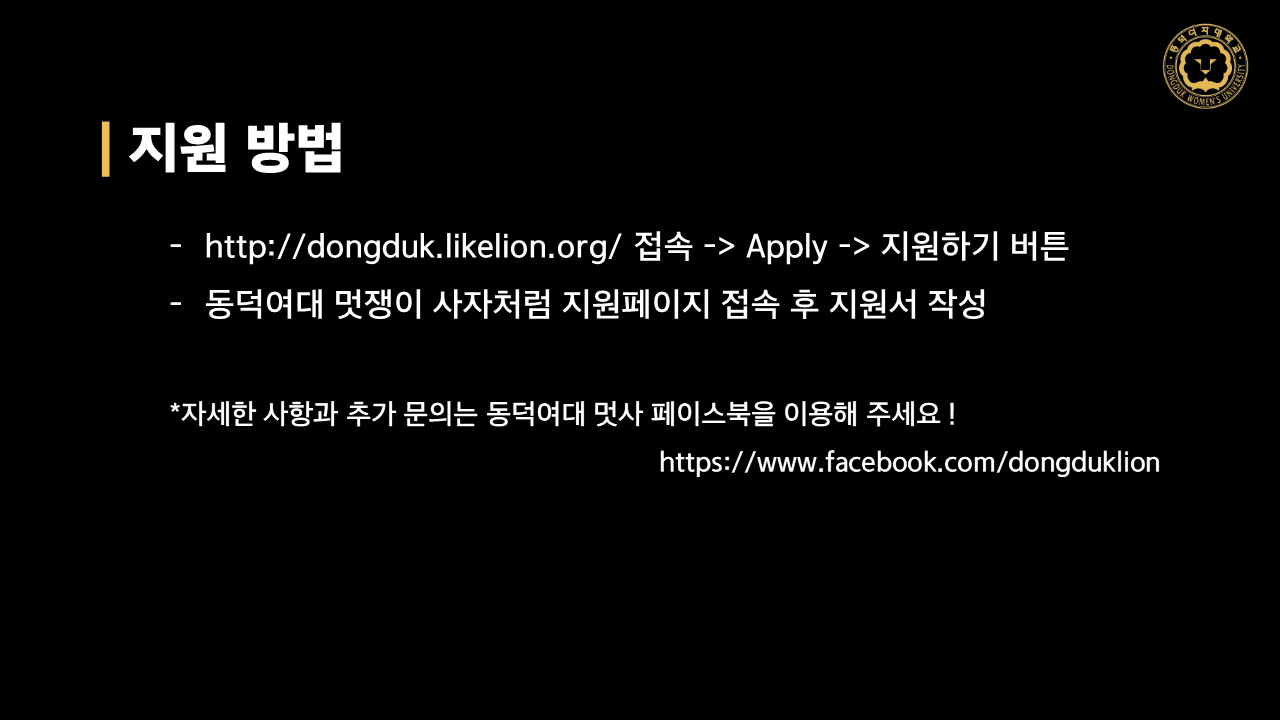 동덕여자대학교
DONGDUK WOMEN'S UNIVERSITY
지원 방법
- http://dongduk.likelion.org/ 접속 -> Apply -> 지원하기 버튼
- 동덕여대 멋쟁이 사자처럼 지원페이지 접속 후 지원서 작성
*자세한 사항과 추가 문의는 동덕여대 멋사 페이스북을 이용해 주세요 !
https://www.facebook.com/dongduklion